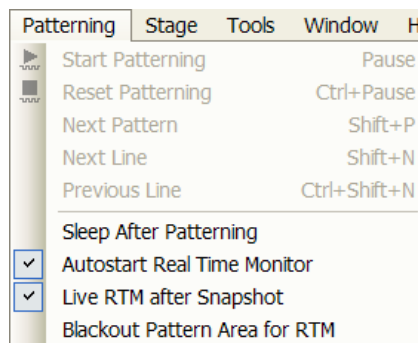 Patterning Stage Tools Window H
Start Patterning Pause
Reset Patterning Ctrl+Pause
Next Pattern Shift+P
Next Line Shift+N
Previous Line Ctrl+Shift+N
Sleep After Patterning
Autostart Real Time Monitor
Live RTM after Snapshot
Blackout Pattern Area for RTM